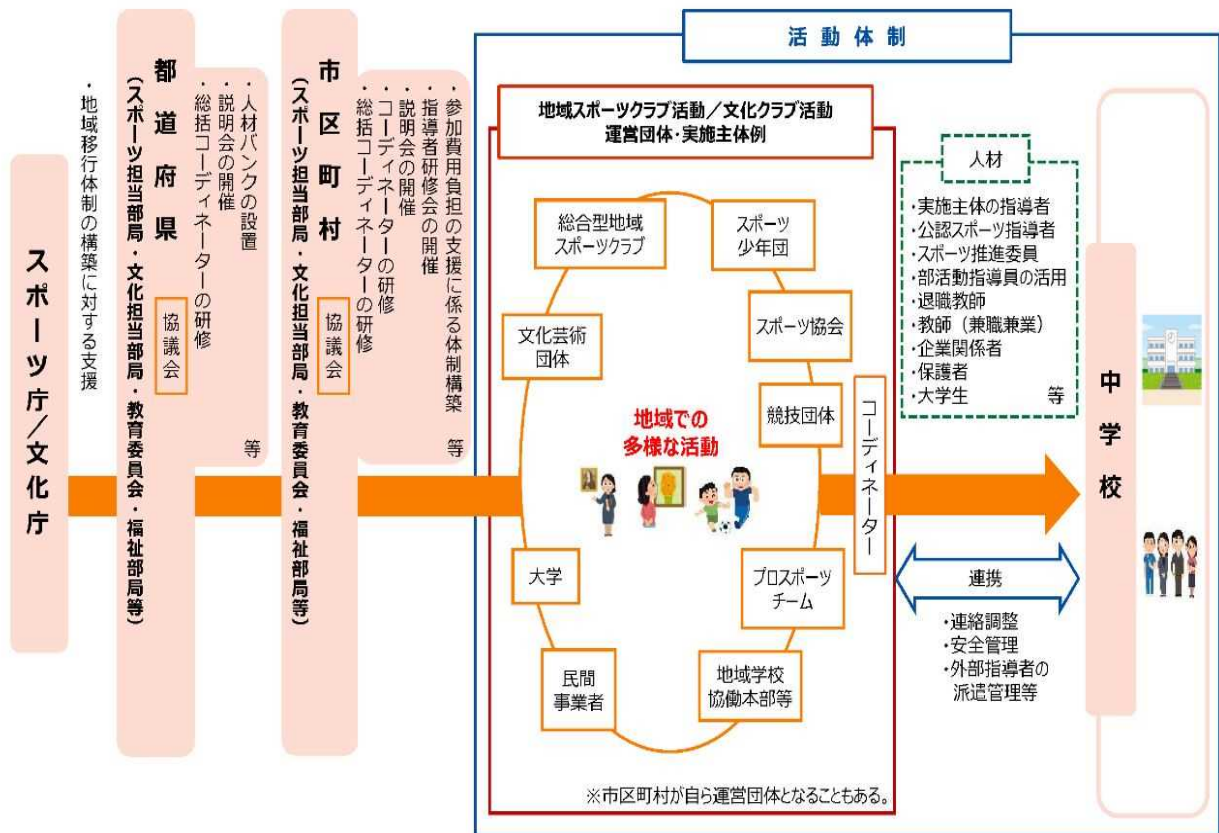 活動体制
スポーツ庁/文化庁
・地域移行体制の構築に対する支援
都道府県
(スポーツ担当部局・文化担当部局・教育委員会・福祉部局等)
協議会
・人材バンクの設置
・説明会の開催
・総括コーディネーターの研修
等
市区町村
(スポーツ担当部局・文化担当部局・教育委員会・福祉部局等)
協議会
・参加費用負担の支援に係る体制構築
・指導者研修会の開催
・説明会の開催
・コーディネーターの研修
・総括コーディネーターの研修
等
地域スポーツクラブ活動/文化クラブ活動
運営団体・実施主体例
総合型地域
スポーツクラブ
スポーツ
少年団
文化芸術
団体
スポーツ協会
競技団体
地域での
多様な活動
大学
プロスポーツ
チーム
民間
事業者
地域学校
協働本部等
コーディネーター
※市区町村が自ら運営団体となることもある。
人材
・実施主体の指導者
・公認スポーツ指導者
・スポーツ推進委員
・部活動指導員の活用
・退職教師
・教師(兼職兼業)
・企業関係者
・保護者
・大学生 等
連携
・連絡調整
・安全管理
・外部指導者の
派遣管理等
中学校